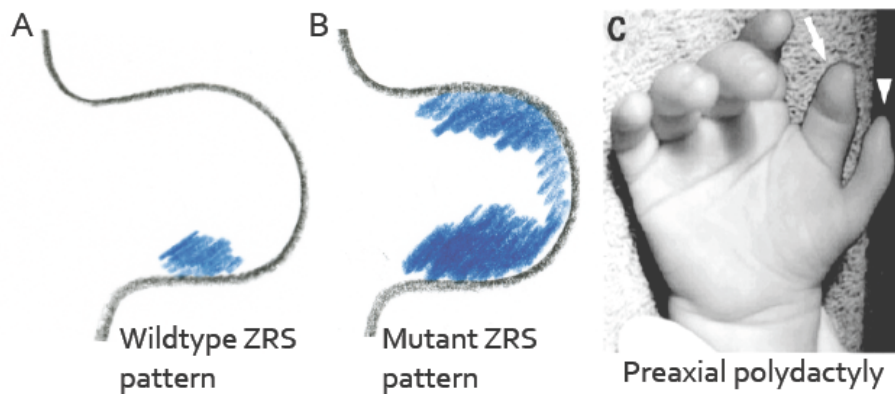 A
B
C
Wildtype ZRS
pattern
Mutant ZRS
pattern
Preaxial polydactyly